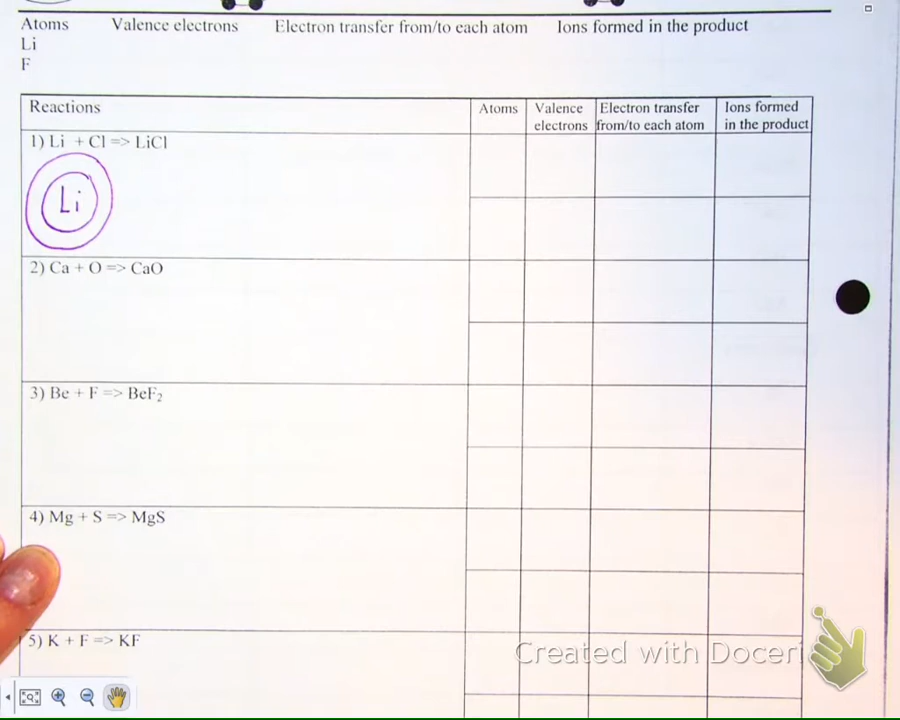 Atoms Valence electrons Electron transfer from/to each atom Ions formed in the product
Li
F
Reactions Atoms Valence electrons Electron transfer from/to each atom Ions formed in the product
1) Li + Cl => LiCl
Li
2) Ca + O => CaO
3) Be + F => BeF₂
4) Mg + S => MgS
5) K + F => KF
Created with Doceri